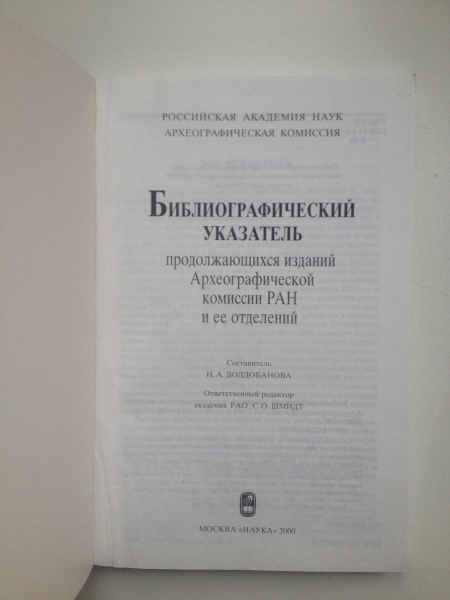 РОССИЙСКАЯ АКАДЕМИЯ НАУК
АРХЕОГРАФИЧЕСКАЯ КОМИССИЯ
БИБЛИОГРАФИЧЕСКИЙ
УКАЗАТЕЛЬ
продолжающихся изданий
Археографической
комиссии РАН
и ее отделений
Составитель
Н.А. ДОЛДОБАНОВА
Ответственный редактор
академик РАО С.О. ШМИДТ
МОСКВА «НАУКА» 2000